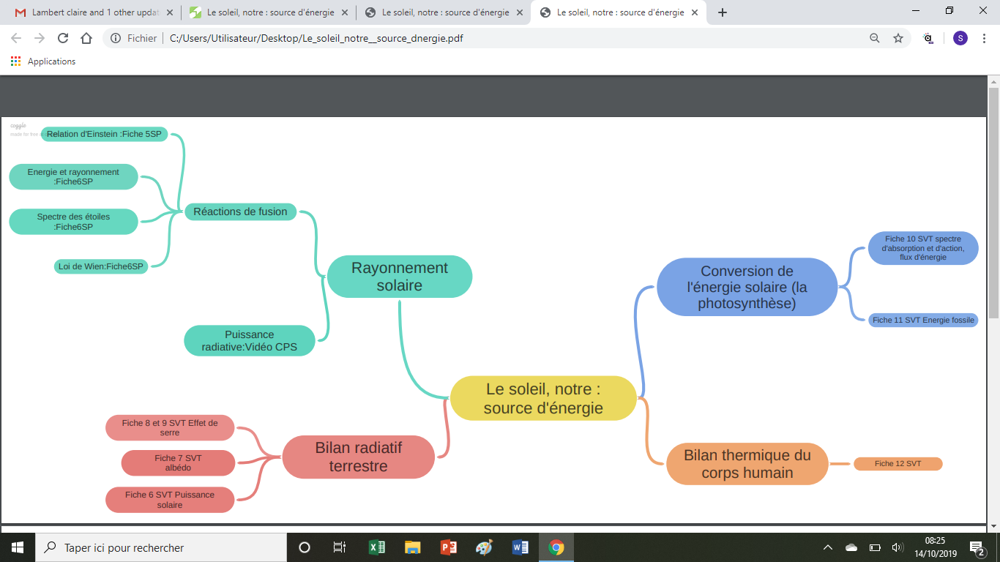 Lambert claire and 1 other updat
Le soleil, notre : source d'énergie
Le soleil, notre : source d'énergie
Le soleil, notre : source d'énergie
Fichier
C:/Users/Utilisateur/Desktop/Le_soleil_notre__source_dnergie.pdf
S
Applications
coggle
made for free
Relation d'Einstein :Fiche 5SP
Energie et rayonnement
:Fiche6SP
Spectre des étoiles
:Fiche6SP
Loi de Wien:Fiche6SP
Réactions de fusion
Puissance
radiative:Vidéo CPS
Rayonnement
solaire
Conversion de
l'énergie solaire (la
photosynthèse)
Fiche 10 SVT spectre
d'absorption et d'action,
flux d'énergie
Fiche 11 SVT Energie fossile
Le soleil, notre :
source d'énergie
Fiche 8 et 9 SVT Effet de
serre
Fiche 7 SVT
albédo
Fiche 6 SVT Puissance
solaire
Bilan radiatif
terrestre
Bilan thermique du
corps humain
Fiche 12 SVT
Taper ici pour rechercher
08:25
14/10/2019
2